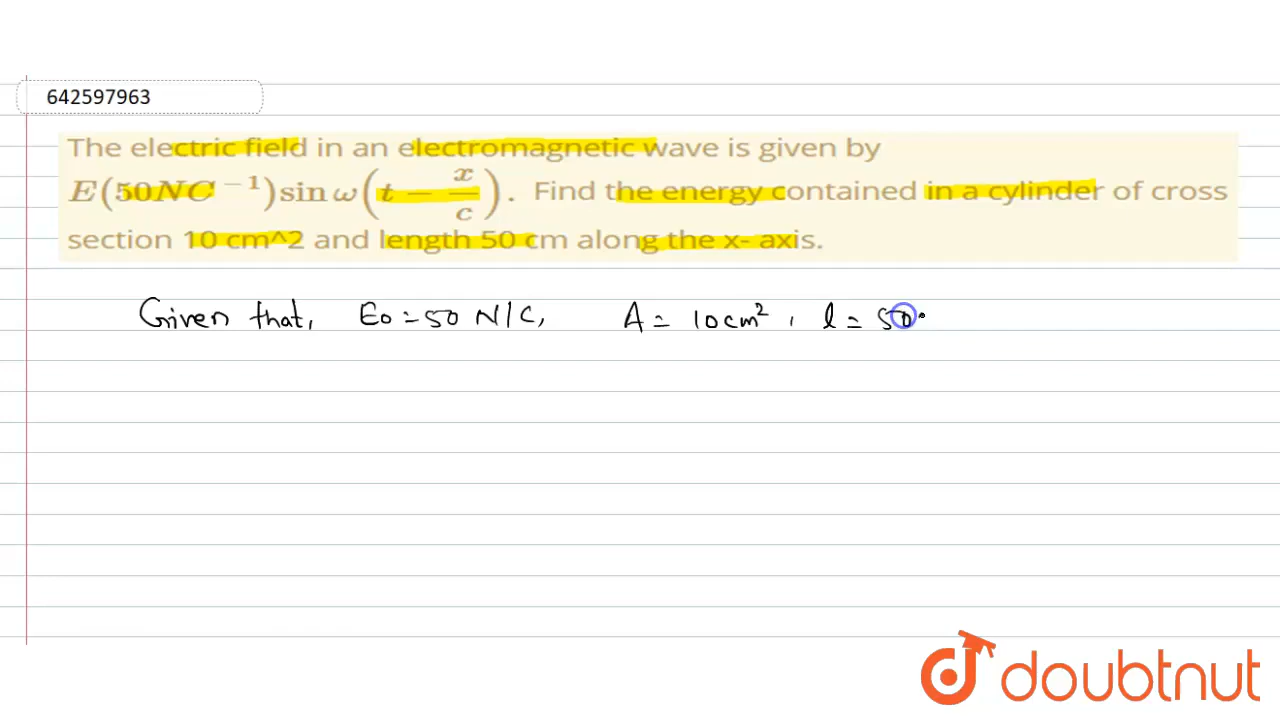 642597963
The electric field in an electromagnetic wave is given by
E(50NC⁻¹) sin ω(t − x/c). Find the energy contained in a cylinder of cross
section 10 cm^2 and length 50 cm along the x- axis.
Given that, E0 = 50 N/C, A = 10cm², l = 50
doubtnut